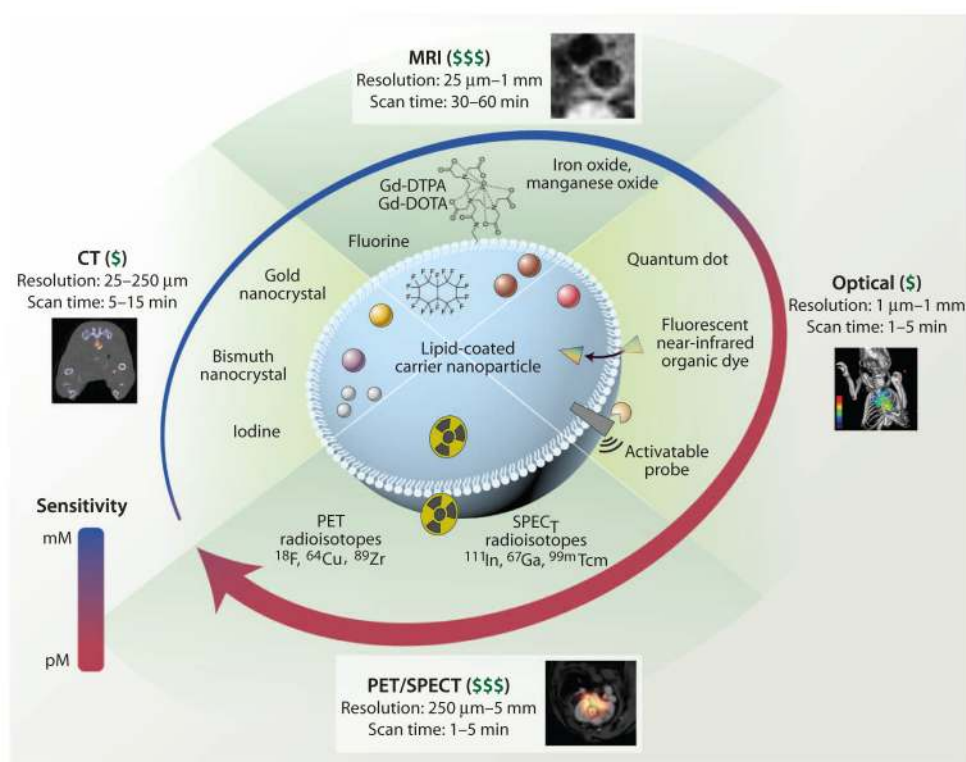 MRI ($$$)
Resolution: 25 μm–1 mm
Scan time: 30–60 min
Iron oxide,
manganese oxide
Gd-DTPA
Gd-DOTA
Fluorine
CT ($)
Resolution: 25–250 μm
Scan time: 5–15 min
Gold
nanocrystal
Bismuth
nanocrystal
Iodine
Lipid-coated
carrier nanoparticle
Quantum dot
Fluorescent
near-infrared
organic dye
Activatable
probe
Optical ($)
Resolution: 1 μm–1 mm
Scan time: 1–5 min
Sensitivity
mM
pM
PET
radioisotopes
¹⁸F, ⁶⁴Cu, ⁸⁹Zr
SPECT
radioisotopes
¹¹¹In, ⁶⁷Ga, ⁹⁹ᵐTcm
PET/SPECT ($$$)
Resolution: 250 μm–5 mm
Scan time: 1–5 min